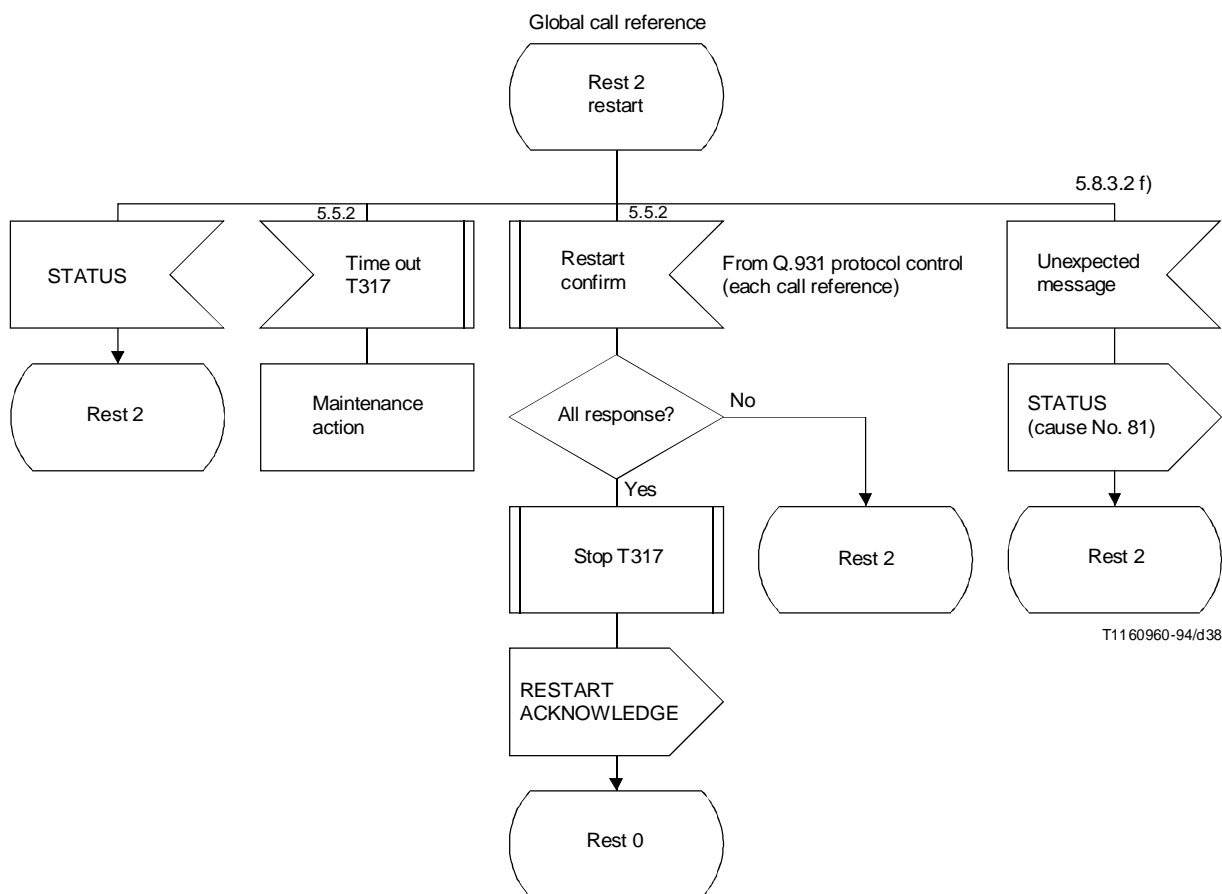 Global call reference
Rest 2
restart
5.8.3.2 f)
5.5.2
5.5.2
STATUS
Time out
T317
Restart
confirm
From Q.931 protocol control
(each call reference)
Unexpected
message
Rest 2
Maintenance
action
All response?
No
STATUS
(cause No. 81)
Yes
Stop T317
Rest 2
Rest 2
T1160960-94/d38
RESTART
ACKNOWLEDGE
Rest 0